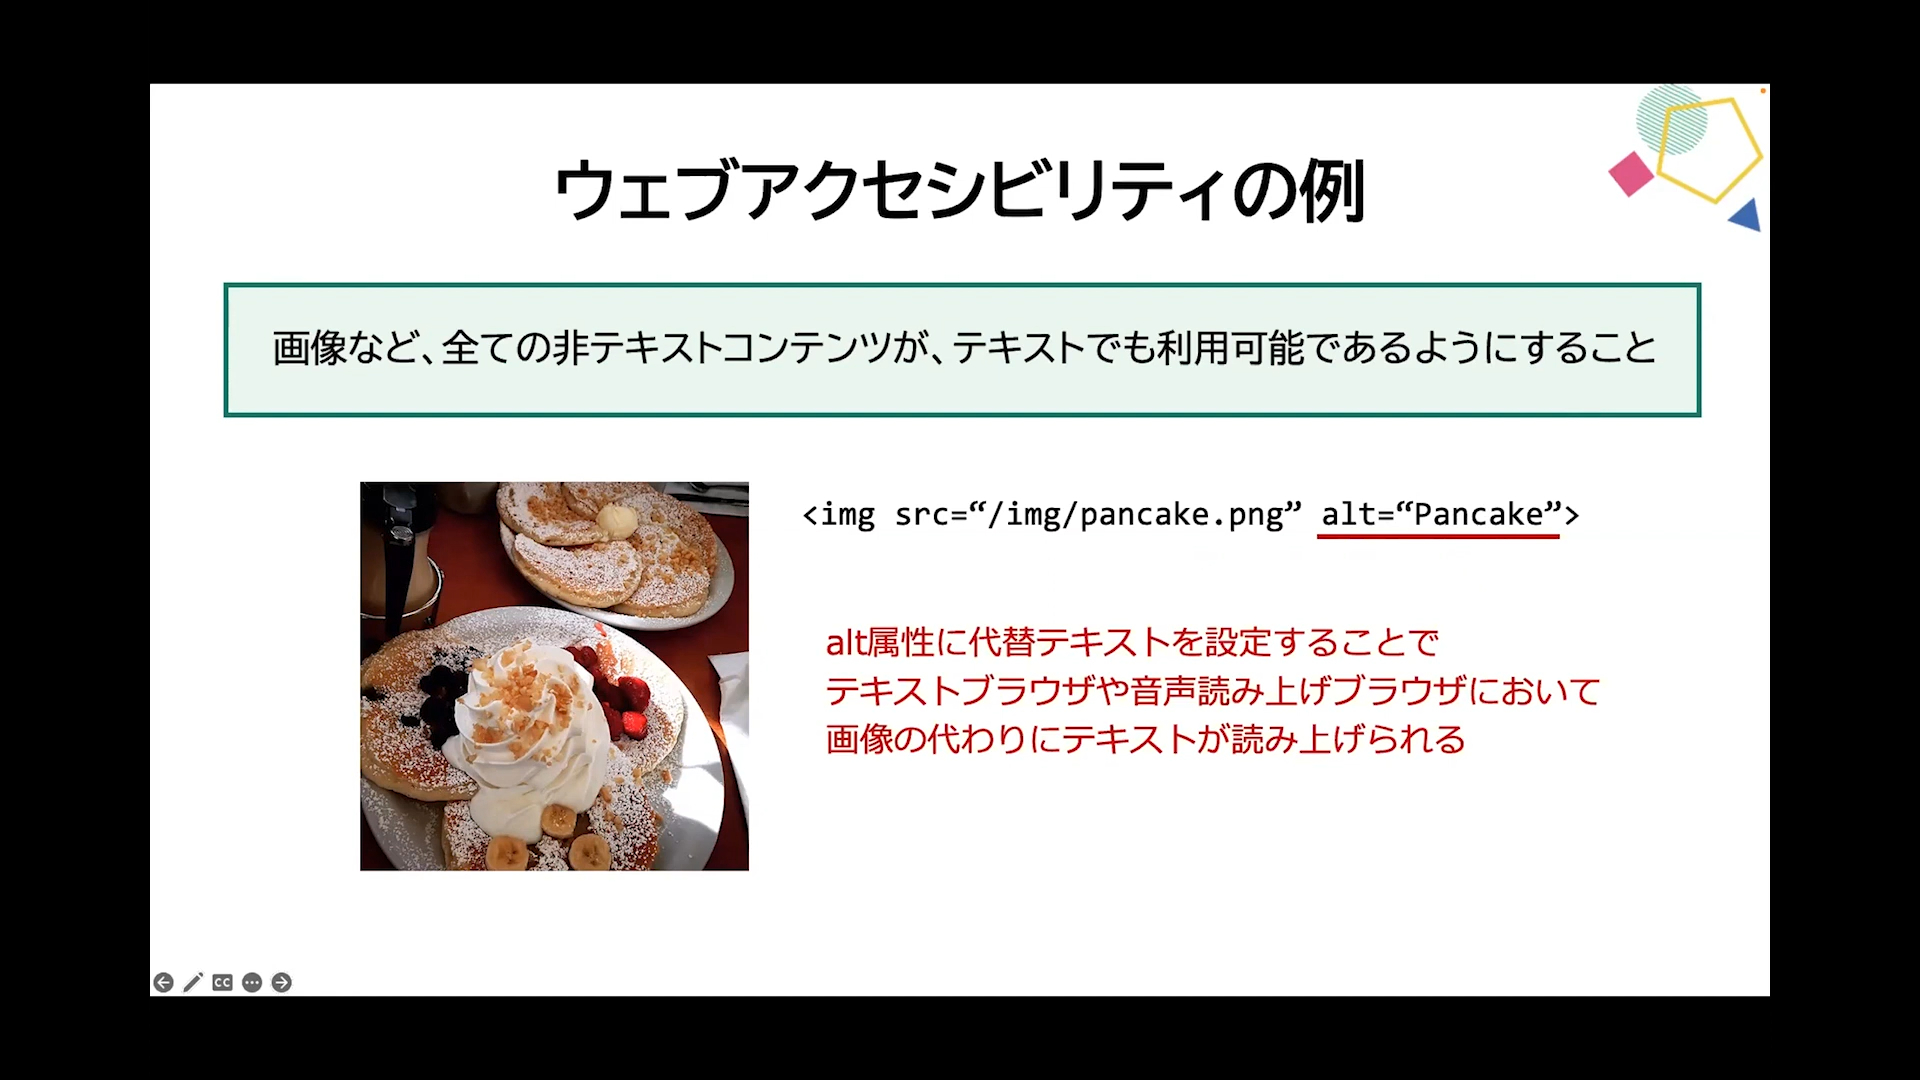 ウェブアクセシビリティの例
画像など、全ての非テキストコンテンツが、テキストでも利用可能であるようにすること
<img src=“/img/pancake.png” alt=“Pancake”>
alt属性に代替テキストを設定することで
テキストブラウザや音声読み上げブラウザにおいて
画像の代わりにテキストが読み上げられる
CC